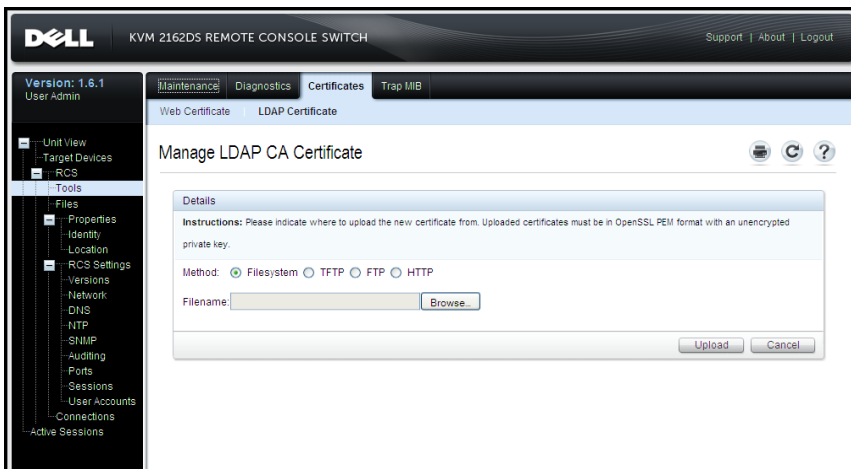 DELL
KVM 2162DS REMOTE CONSOLE SWITCH
Support | About | Logout
Version: 1.6.1
User Admin
Maintenance Diagnostics Certificates Trap MIB
Web Certificate LDAP Certificate
Unit View
Target Devices
RCS
Tools
Files
Properties
Identity
Location
RCS Settings
Versions
Network
DNS
NTP
SNMP
Auditing
Ports
Sessions
User Accounts
Connections
Active Sessions
Manage LDAP CA Certificate
?
Details
Instructions: Please indicate where to upload the new certificate from. Uploaded certificates must be in OpenSSL PEM format with an unencrypted
private key.
Method: Filesystem TFTP FTP HTTP
Filename: Browse...
Upload Cancel